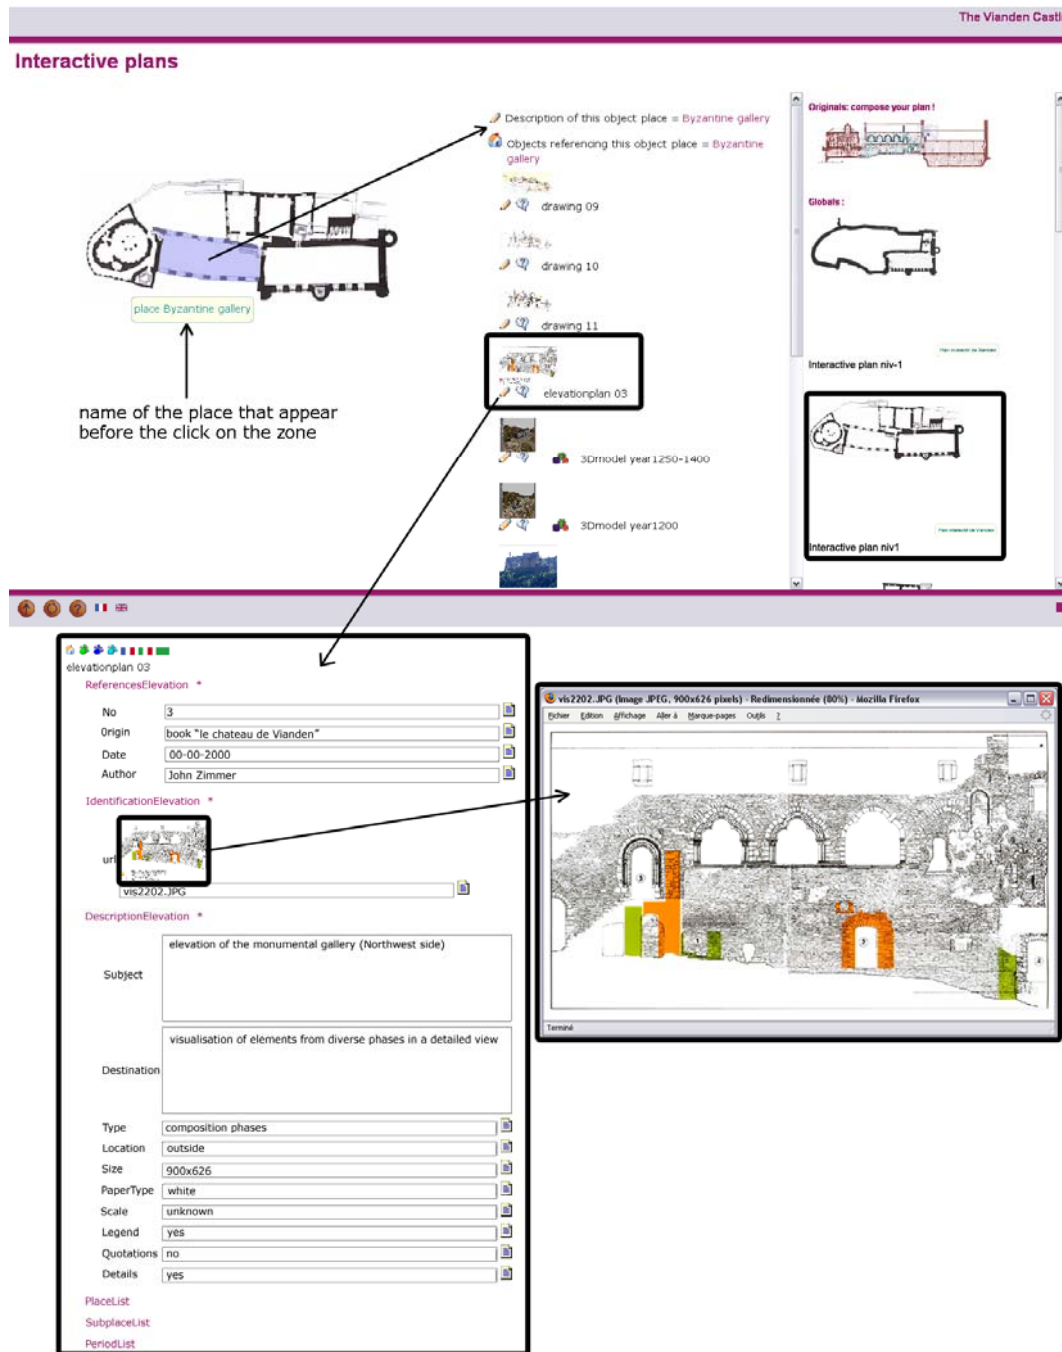 The Vianden Castl
Interactive plans
Description of this object place = Byzantine gallery
Objects referencing this object place = Byzantine
gallery
drawing 09
drawing 10
drawing 11
elevationplan 03
3Dmodel year1250-1400
3Dmodel year1200
place Byzantine gallery
name of the place that appear
before the click on the zone
Originals: compose your plan !
Globals :
Interactive plan niv-1
Interactive plan niv1
elevationplan 03
ReferencesElevation *
No 3
Origin book "le chateau de Vianden"
Date 00-00-2000
Author John Zimmer
IdentificationElevation *
url
vis2202.JPG
DescriptionElevation *
Subject elevation of the monumental gallery (Northwest side)
Destination visualisation of elements from diverse phases in a detailed view
Type composition phases
Location outside
Size 900x626
PaperType white
Scale unknown
Legend yes
Quotations no
Details yes
PlaceList
SubplaceList
PeriodList
vis2202.JPG (Image JPEG, 900x626 pixels) - Redimensionnée (80%) - Mozilla Firefox
Fichier Edition Affichage Aller à Marque-pages Outils ?
Terminé